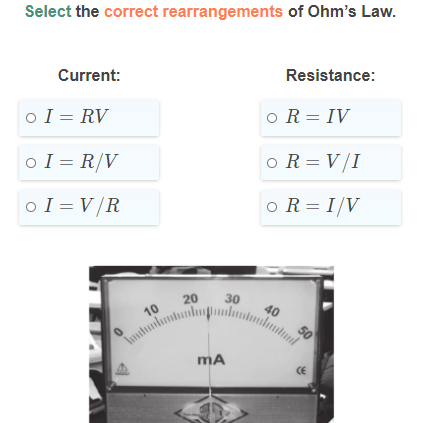 Select the correct rearrangements of Ohm's Law.
Current: Resistance:
I = RV R = IV
I = R/V R = V/I
I = V/R R = I/V
0 10 20 30 40 50
mA
CE